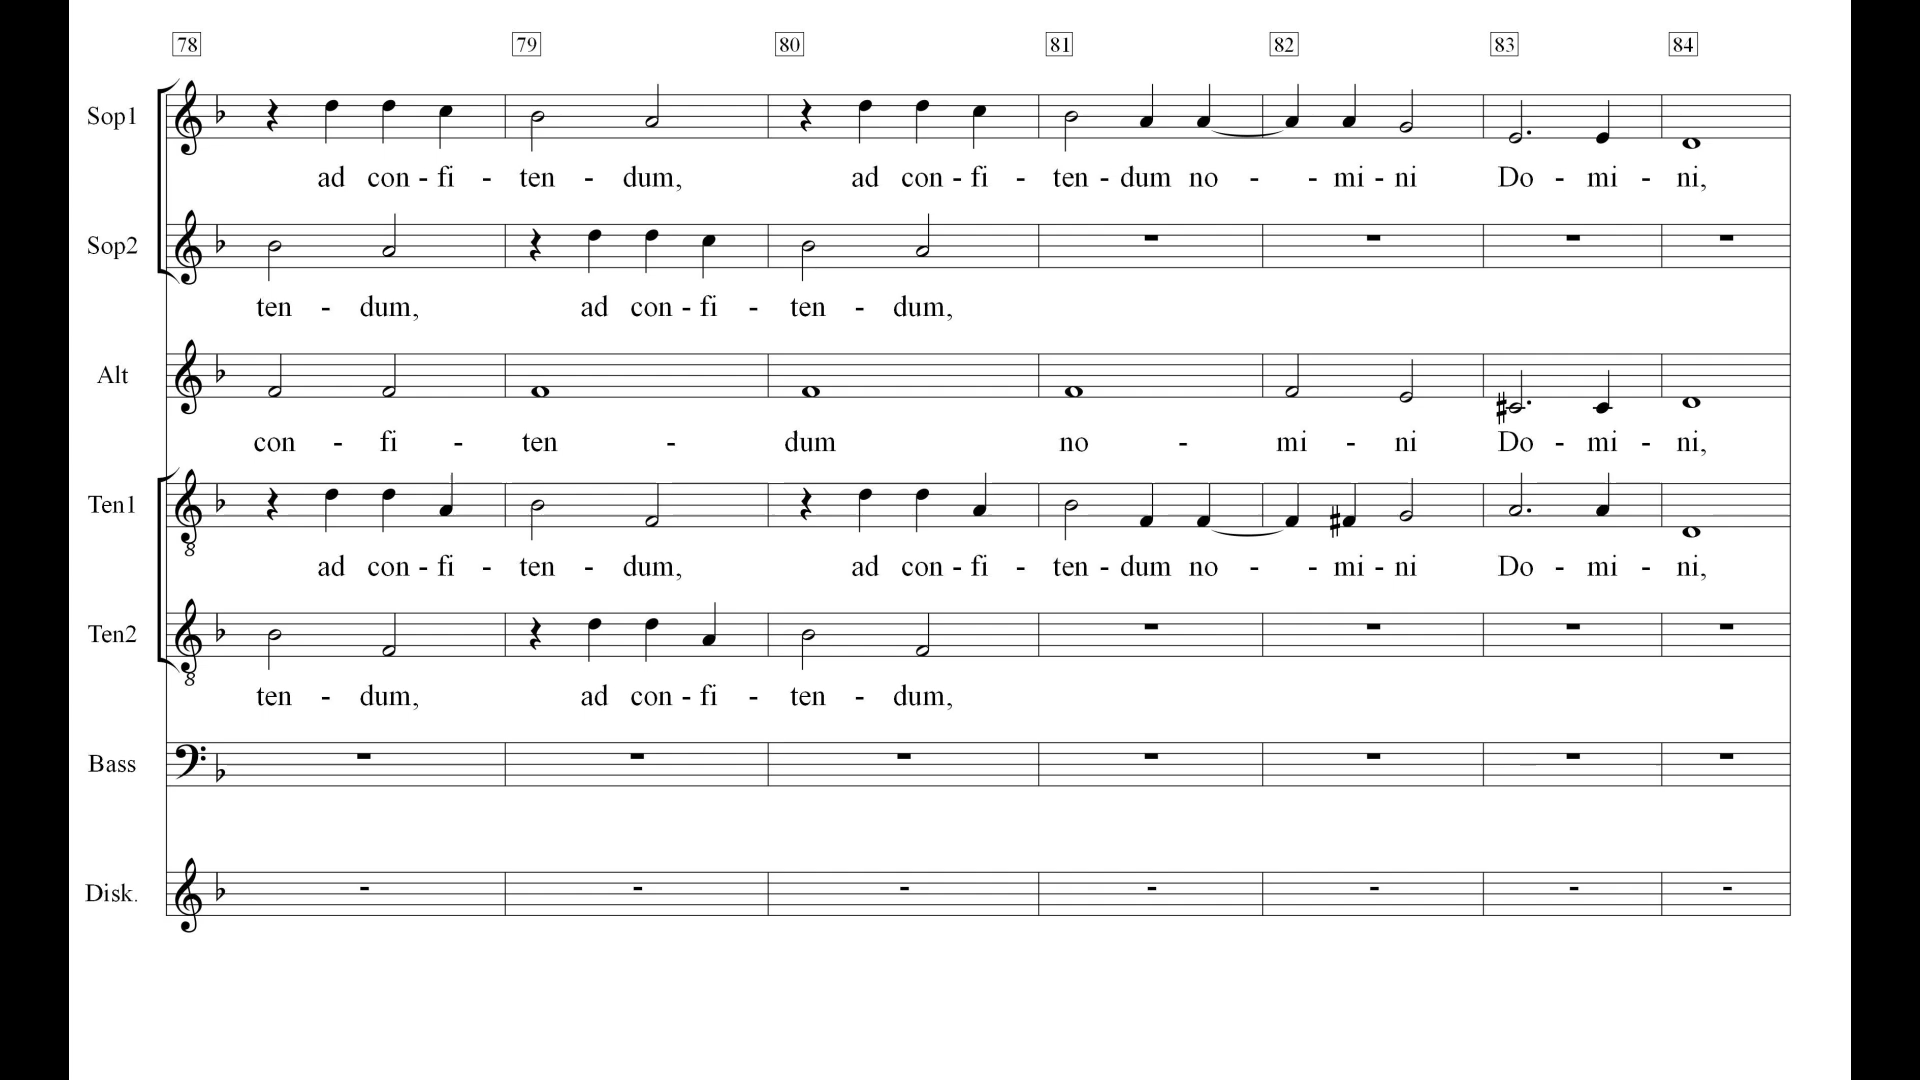 78 79 80 81 82 83 84
Sop1
ad con - fi - ten - dum, ad con - fi - ten - dum no - - mi - ni Do - mi - ni,
Sop2
ten - dum, ad con - fi - ten - dum,
Alt
con - fi - ten - dum no - mi - ni Do - mi - ni,
Ten1
8
ad con - fi - ten - dum, ad con - fi - ten - dum no - - mi - ni Do - mi - ni,
Ten2
8
ten - dum, ad con - fi - ten - dum,
Bass
Disk.